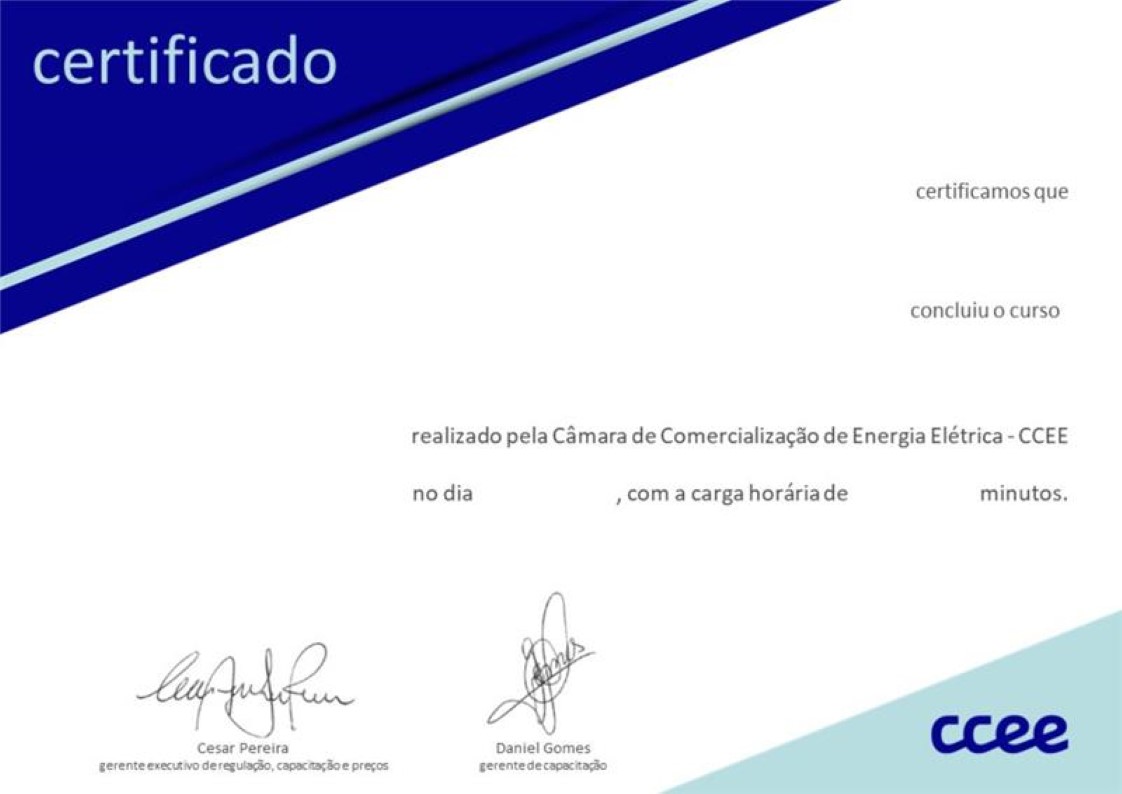 certificado
certificamos que
concluiu o curso
realizado pela Câmara de Comercialização de Energia Elétrica - CCEE
no dia , com a carga horária de minutos.
Cesar Pereira
gerente executivo de regulação, capacitação e preços
Daniel Gomes
gerente de capacitação
ccee